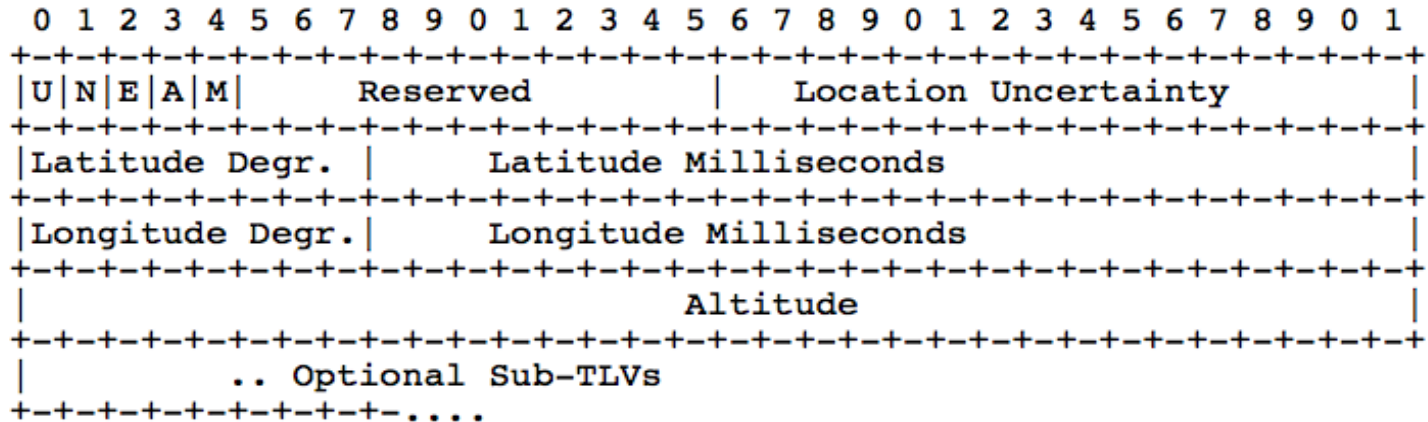 0 1 2 3 4 5 6 7 8 9 0 1 2 3 4 5 6 7 8 9 0 1 2 3 4 5 6 7 8 9 0 1
+-+-+-+-+-+-+-+-+-+-+-+-+-+-+-+-+-+-+-+-+-+-+-+-+-+-+-+-+-+-+-+-+
|U|N|E|A|M|     Reserved        |   Location Uncertainty        |
+-+-+-+-+-+-+-+-+-+-+-+-+-+-+-+-+-+-+-+-+-+-+-+-+-+-+-+-+-+-+-+-+
|Latitude Degr. |     Latitude Milliseconds                     |
+-+-+-+-+-+-+-+-+-+-+-+-+-+-+-+-+-+-+-+-+-+-+-+-+-+-+-+-+-+-+-+-+
|Longitude Degr.|     Longitude Milliseconds                    |
+-+-+-+-+-+-+-+-+-+-+-+-+-+-+-+-+-+-+-+-+-+-+-+-+-+-+-+-+-+-+-+-+
|                              Altitude                         |
+-+-+-+-+-+-+-+-+-+-+-+-+-+-+-+-+-+-+-+-+-+-+-+-+-+-+-+-+-+-+-+-+
|         .. Optional Sub-TLVs
+-+-+-+-+-+-+-+-+-....